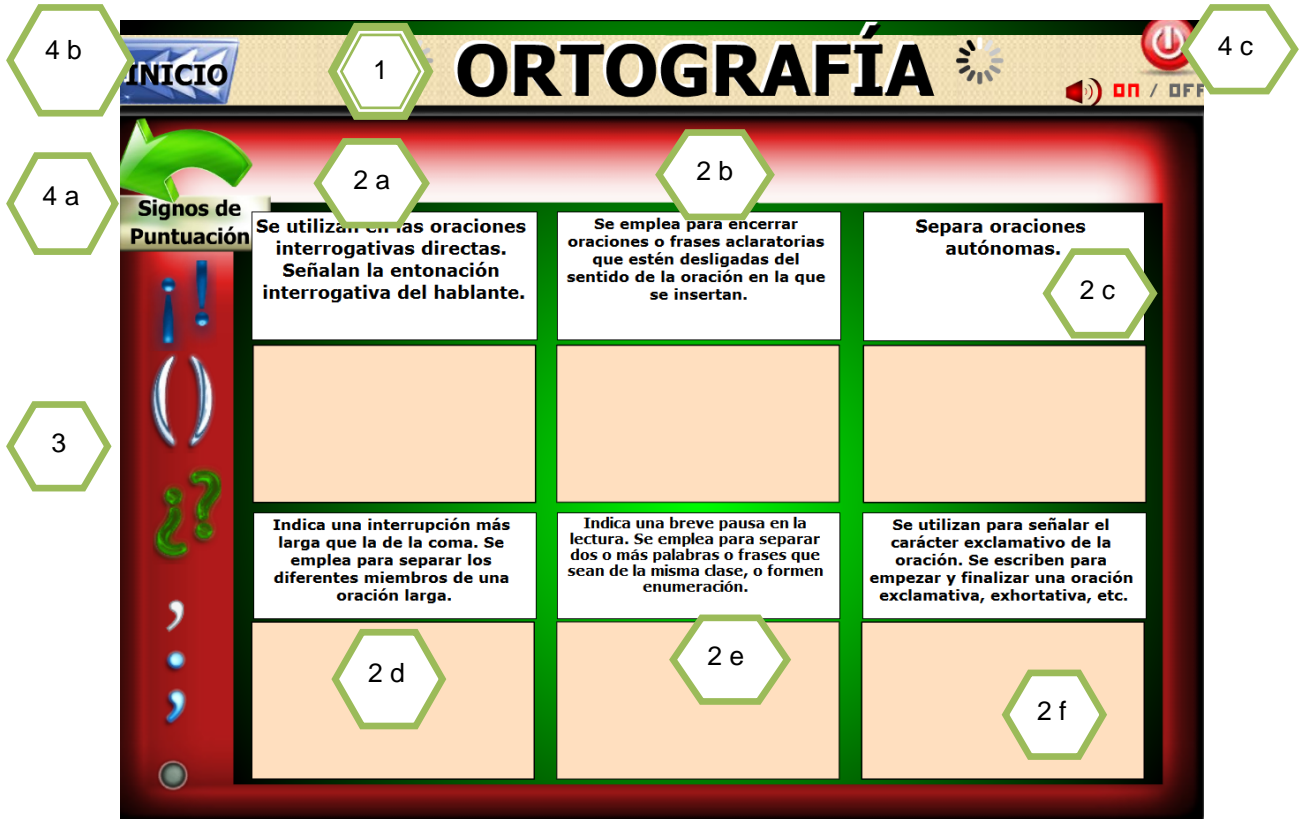 4 b
INICIO
1
ORTOGRAFÍA
4 c
ON / OFF
4 a
2 a
2 b
Signos de
Puntuación
Se utilizan en las oraciones
interrogativas directas.
Señalan la entonación
interrogativa del hablante.
Se emplea para encerrar
oraciones o frases aclaratorias
que estén desligadas del
sentido de la oración en la que
se insertan.
Separa oraciones
autónomas.
2 c
¡!
()
3
¿?
Indica una interrupción más
larga que la de la coma. Se
emplea para separar los
diferentes miembros de una
oración larga.
Indica una breve pausa en la
lectura. Se emplea para separar
dos o más palabras o frases que
sean de la misma clase, o formen
enumeración.
Se utilizan para señalar el
carácter exclamativo de la
oración. Se escriben para
empezar y finalizar una oración
exclamativa, exhortativa, etc.
,
;
.
2 d
2 e
2 f